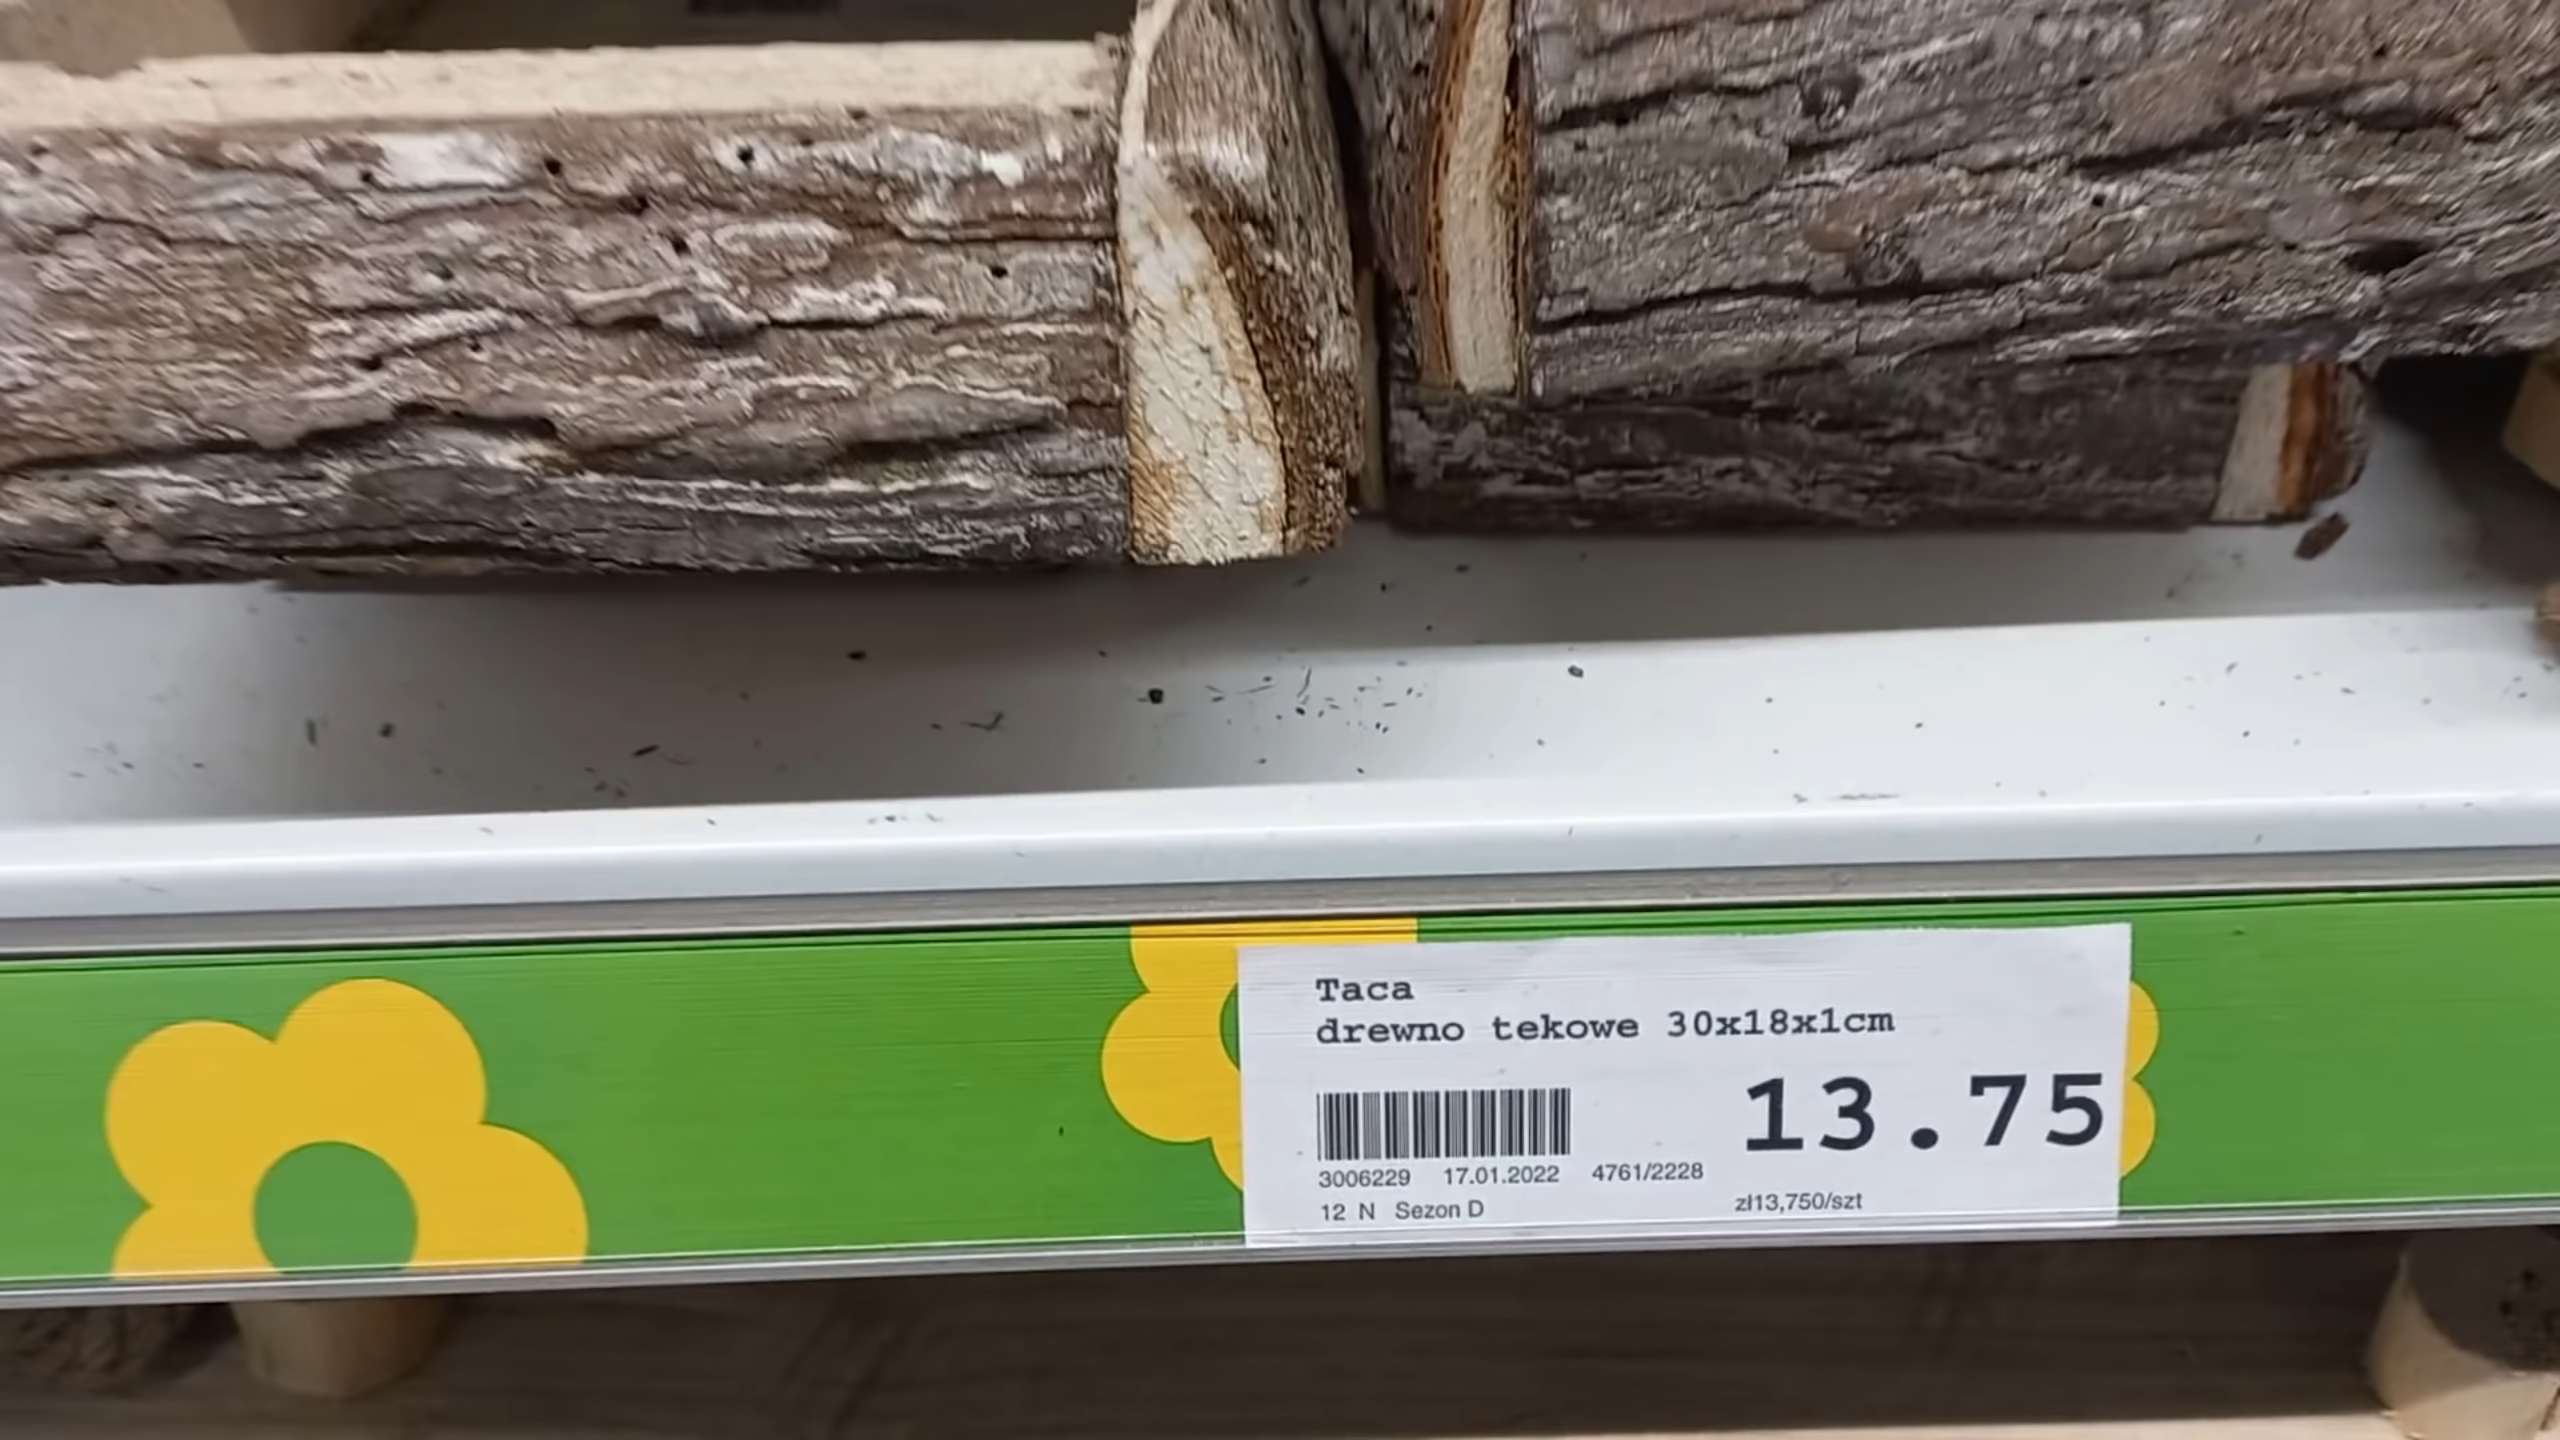 Taca
drewno tekowe 30x18x1cm
13.75
3006229 17.01.2022 4761/2228
12 N Sezon D zł13,750/szt